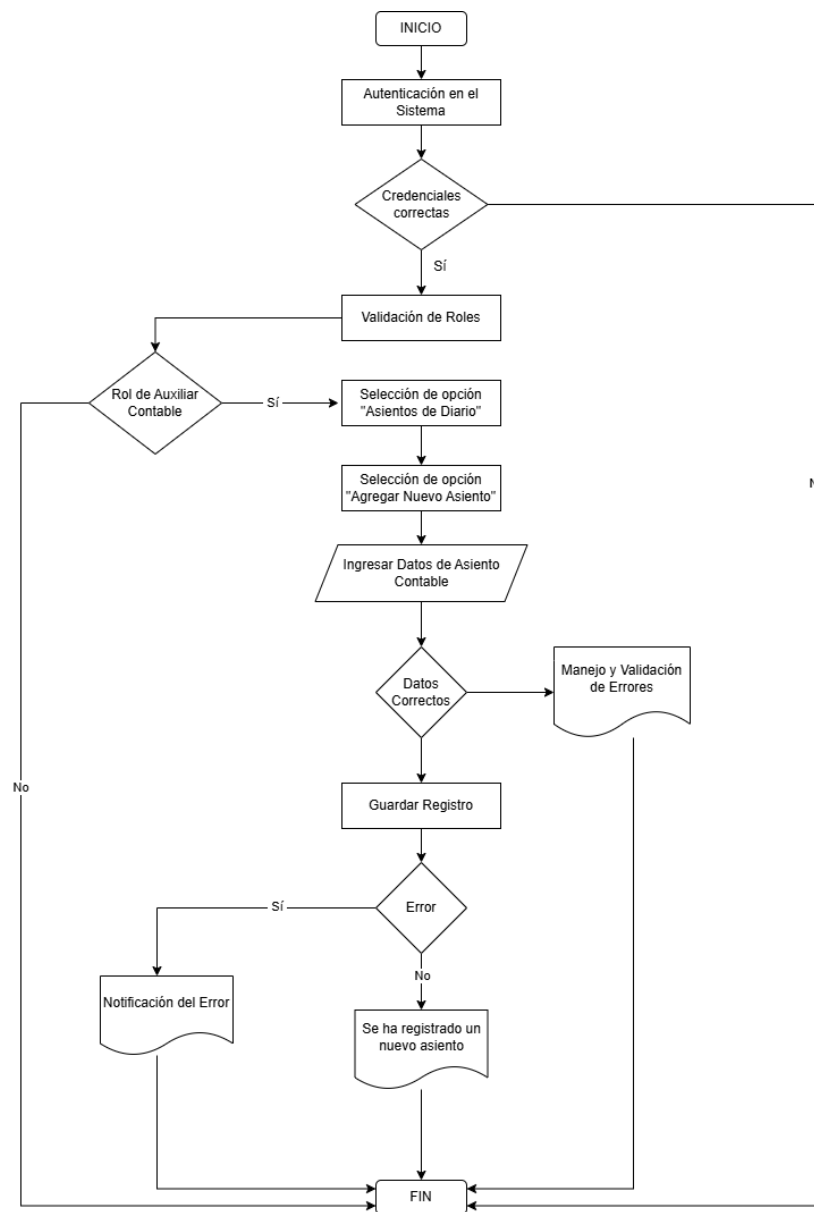 INICIO
Autenticación en el
Sistema
Credenciales
correctas
Sí
Validación de Roles
Rol de Auxiliar
Contable
Sí
Selección de opción
"Asientos de Diario"
Selección de opción
"Agregar Nuevo Asiento"
Ingresar Datos de Asiento
Contable
Datos
Correctos
Manejo y Validación
de Errores
No
Guardar Registro
Error
Sí
No
Notificación del Error
Se ha registrado un
nuevo asiento
FIN